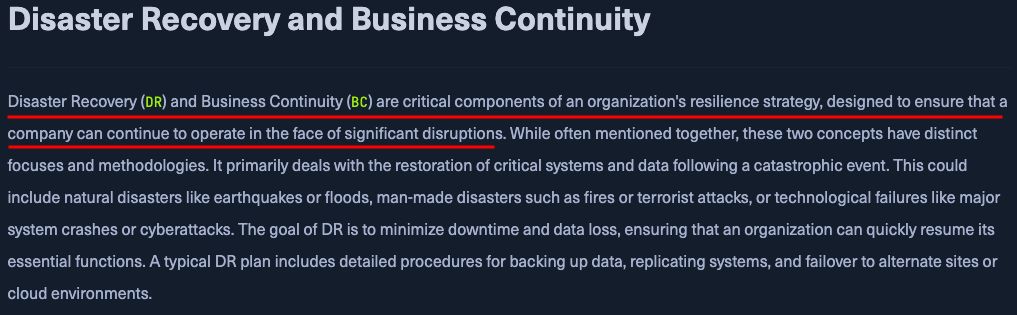 Disaster Recovery and Business Continuity
Disaster Recovery (DR) and Business Continuity (BC) are critical components of an organization's resilience strategy, designed to ensure that a
company can continue to operate in the face of significant disruptions. While often mentioned together, these two concepts have distinct
focuses and methodologies. It primarily deals with the restoration of critical systems and data following a catastrophic event. This could
include natural disasters like earthquakes or floods, man-made disasters such as fires or terrorist attacks, or technological failures like major
system crashes or cyberattacks. The goal of DR is to minimize downtime and data loss, ensuring that an organization can quickly resume its
essential functions. A typical DR plan includes detailed procedures for backing up data, replicating systems, and failover to alternate sites or
cloud environments.